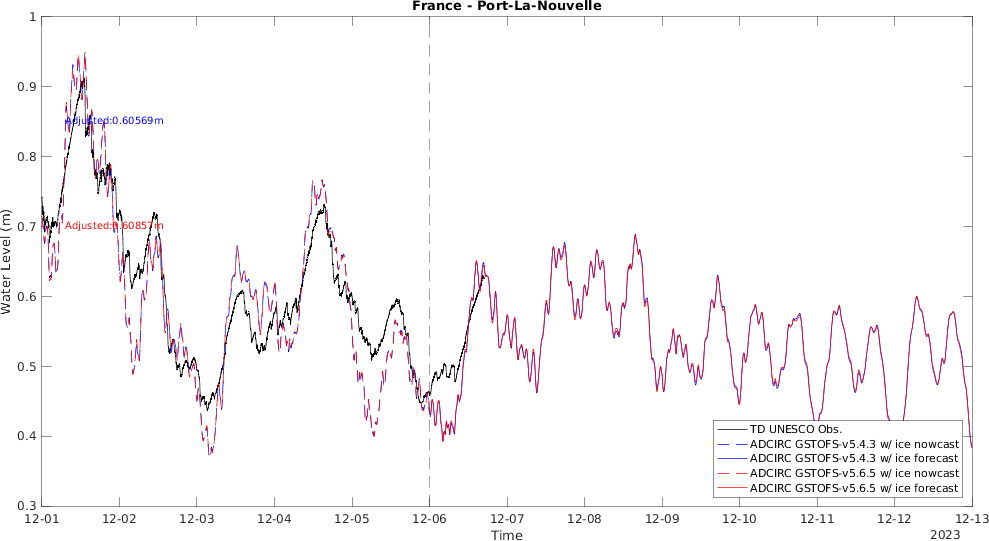 France - Port-La-Nouvelle
Water Level (m)
1
0.9
0.8
0.7
0.6
0.5
0.4
0.3
Adjusted:0.60569m
Adjusted:0.60857m
TD UNESCO Obs.
ADCIRC GSTOFS-v5.4.3 w/ ice nowcast
ADCIRC GSTOFS-v5.4.3 w/ ice forecast
ADCIRC GSTOFS-v5.6.5 w/ ice nowcast
ADCIRC GSTOFS-v5.6.5 w/ ice forecast
12-01 12-02 12-03 12-04 12-05 12-06 12-07 12-08 12-09 12-10 12-11 12-12 12-13
Time
2023